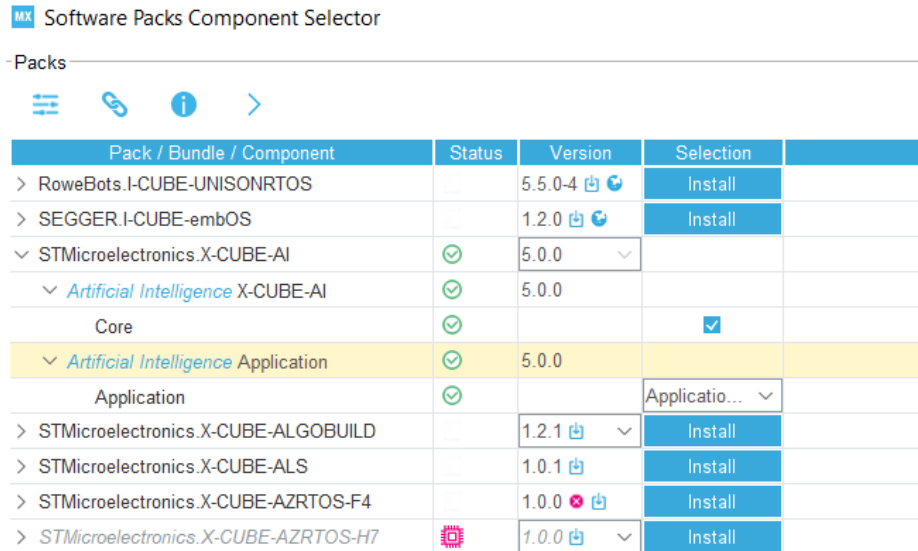 MX Software Packs Component Selector
Packs
Pack / Bundle / Component Status Version Selection
RoweBots.I-CUBE-UNISONRTOS 5.5.0-4 Install
SEGGER.I-CUBE-embOS 1.2.0 Install
STMicroelectronics.X-CUBE-AI 5.0.0
Artificial Intelligence X-CUBE-AI 5.0.0
Core
Artificial Intelligence Application 5.0.0
Application Applicatio...
STMicroelectronics.X-CUBE-ALGOBUILD 1.2.1 Install
STMicroelectronics.X-CUBE-ALS 1.0.1 Install
STMicroelectronics.X-CUBE-AZRTOS-F4 1.0.0 Install
STMicroelectronics.X-CUBE-AZRTOS-H7 1.0.0 Install